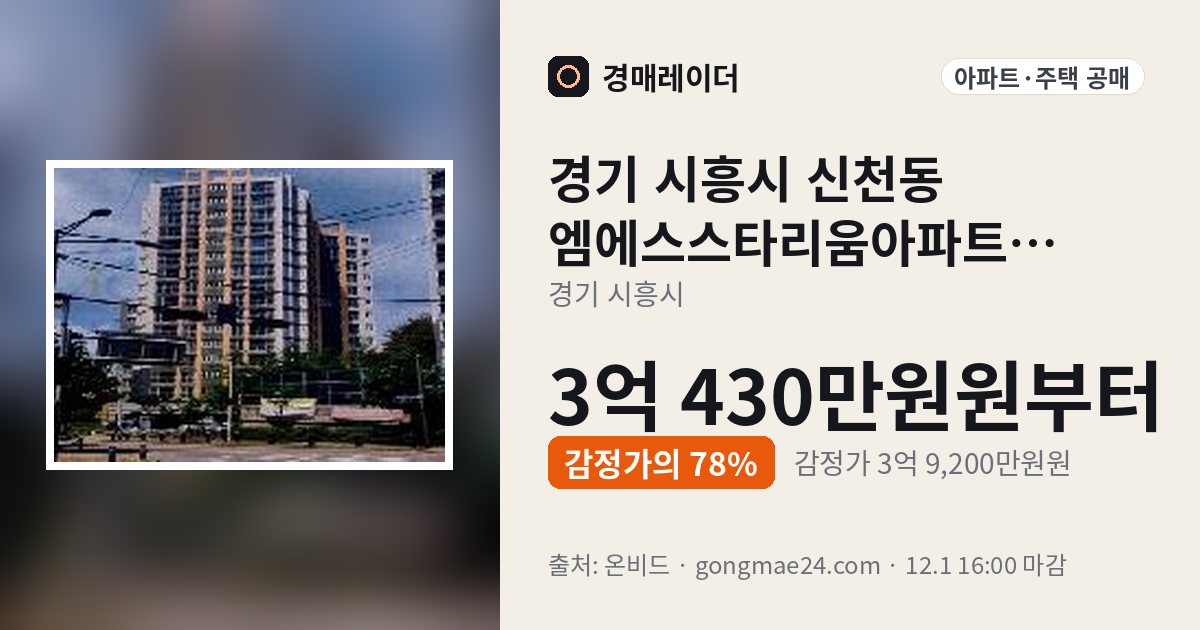 경매레이더
아파트·주택 공매
경기 시흥시 신천동
엠에스스타리움아파트…
경기 시흥시
3억 430만원원부터
감정가의 78%
감정가 3억 9,200만원원
출처: 온비드 · gongmae24.com · 12.1 16:00 마감